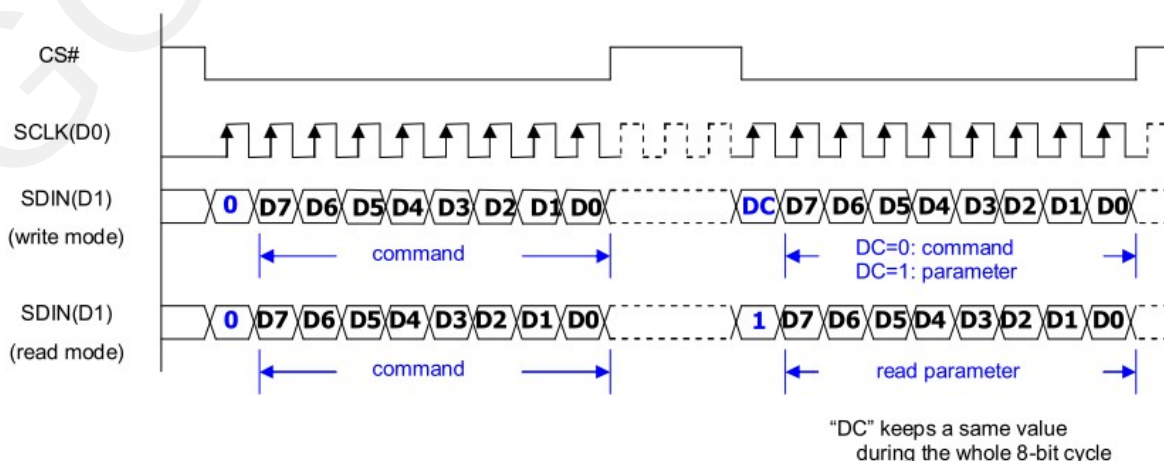 CS#
SCLK(D0)
SDIN(D1) 0 D7 D6 D5 D4 D3 D2 D1 D0 DC D7 D6 D5 D4 D3 D2 D1 D0
(write mode)
command
DC=0: command
DC=1: parameter
SDIN(D1) 0 D7 D6 D5 D4 D3 D2 D1 D0 1 D7 D6 D5 D4 D3 D2 D1 D0
(read mode)
command
read parameter
“DC” keeps a same value
during the whole 8-bit cycle